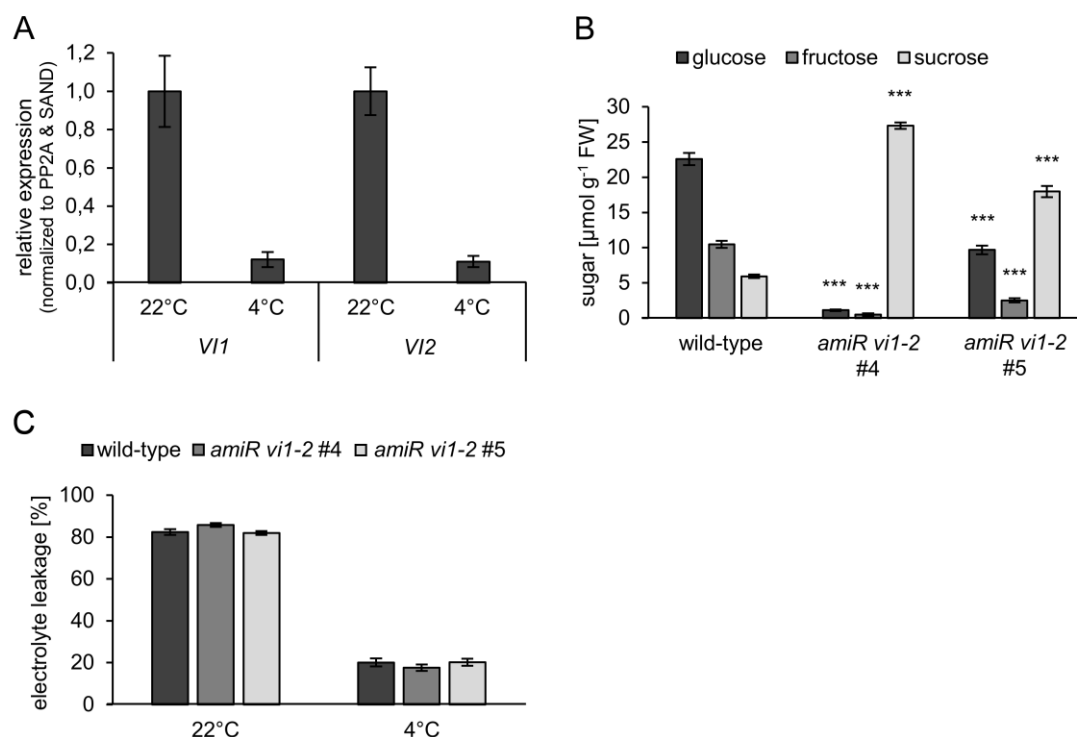 A
relative expression
(normalized to PP2A & SAND)
1,2
1,0
0,8
0,6
0,4
0,2
0,0
22°C 4°C 22°C 4°C
VI1 VI2
B
glucose fructose sucrose
sugar [µmol g⁻¹ FW]
30
25
20
15
10
5
0
***
*** ***
***
***
***
wild-type amiR vi1-2 amiR vi1-2
#4 #5
C
wild-type amiR vi1-2 #4 amiR vi1-2 #5
electrolyte leakage [%]
100
80
60
40
20
0
22°C 4°C